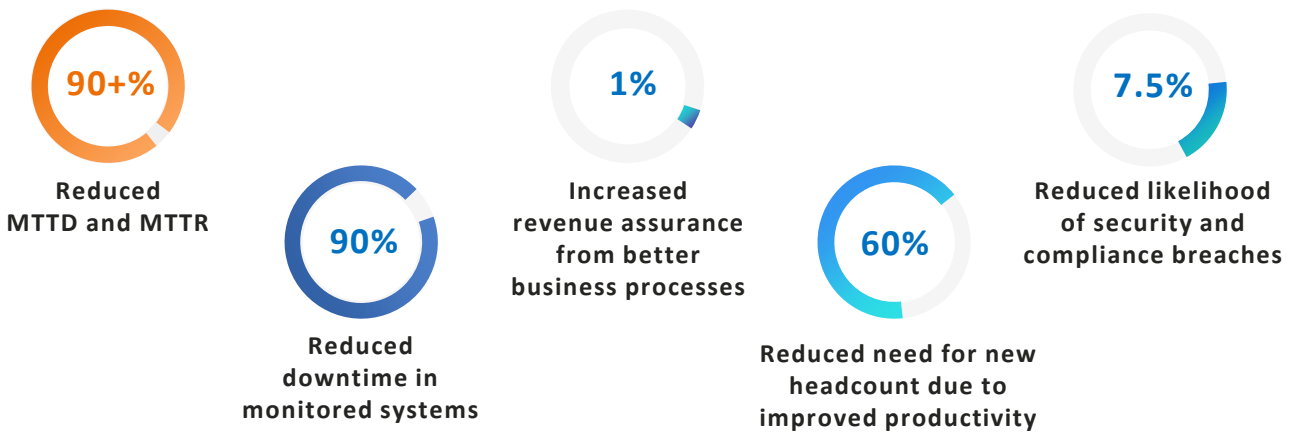 90+%
Reduced
MTTD and MTTR
90%
Reduced
downtime in
monitored systems
1%
Increased
revenue assurance
from better
business processes
60%
Reduced need for new
headcount due to
improved productivity
7.5%
Reduced likelihood
of security and
compliance breaches